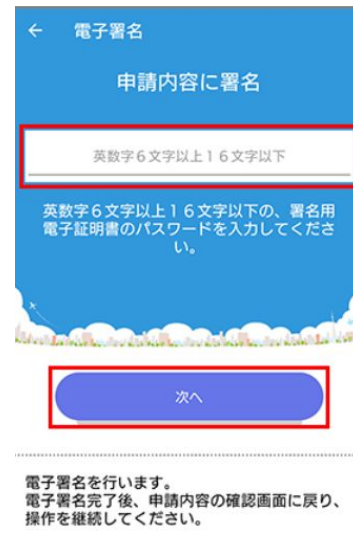 ← 電子署名
申請内容に署名
英数字6文字以上16文字以下
英数字6文字以上16文字以下の、署名用
電子証明書のパスワードを入力してくださ
い。
次へ
電子署名を行います。
電子署名完了後、申請内容の確認画面に戻り、
操作を継続してください。